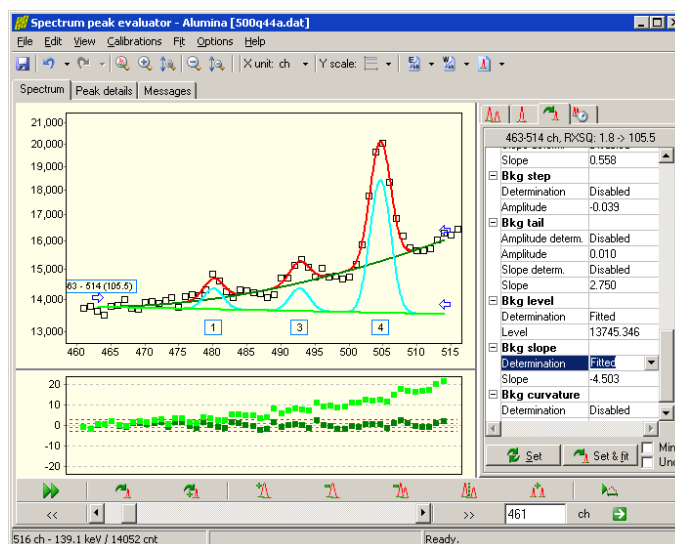 Spectrum peak evaluator - Alumina [500q44a.dat]
File Edit View Calibrations Fit Options Help
X unit: ch Y scale:
Spectrum Peak details Messages
21,000
20,000
19,000
18,000
17,000
16,000
15,000
14,000
13,000
63 - 514 (105.5)
1 3 4
460 465 470 475 480 485 490 495 500 505 510 515
20
10
0
-10
-20
463-514 ch, RXSQ: 1.8 -> 105.5
Slope determ. Disabled
Slope 0.558
Bkg step
Determination Disabled
Amplitude -0.039
Bkg tail
Amplitude determ. Disabled
Amplitude 0.010
Slope determ. Disabled
Slope 2.750
Bkg level
Determination Fitted
Level 13745.346
Bkg slope
Determination Fitted
Slope -4.503
Bkg curvature
Determination Disabled
Set Set & fit Min
Und
<< >> 461 ch
516 ch - 139.1 keV / 14052 cnt Ready.